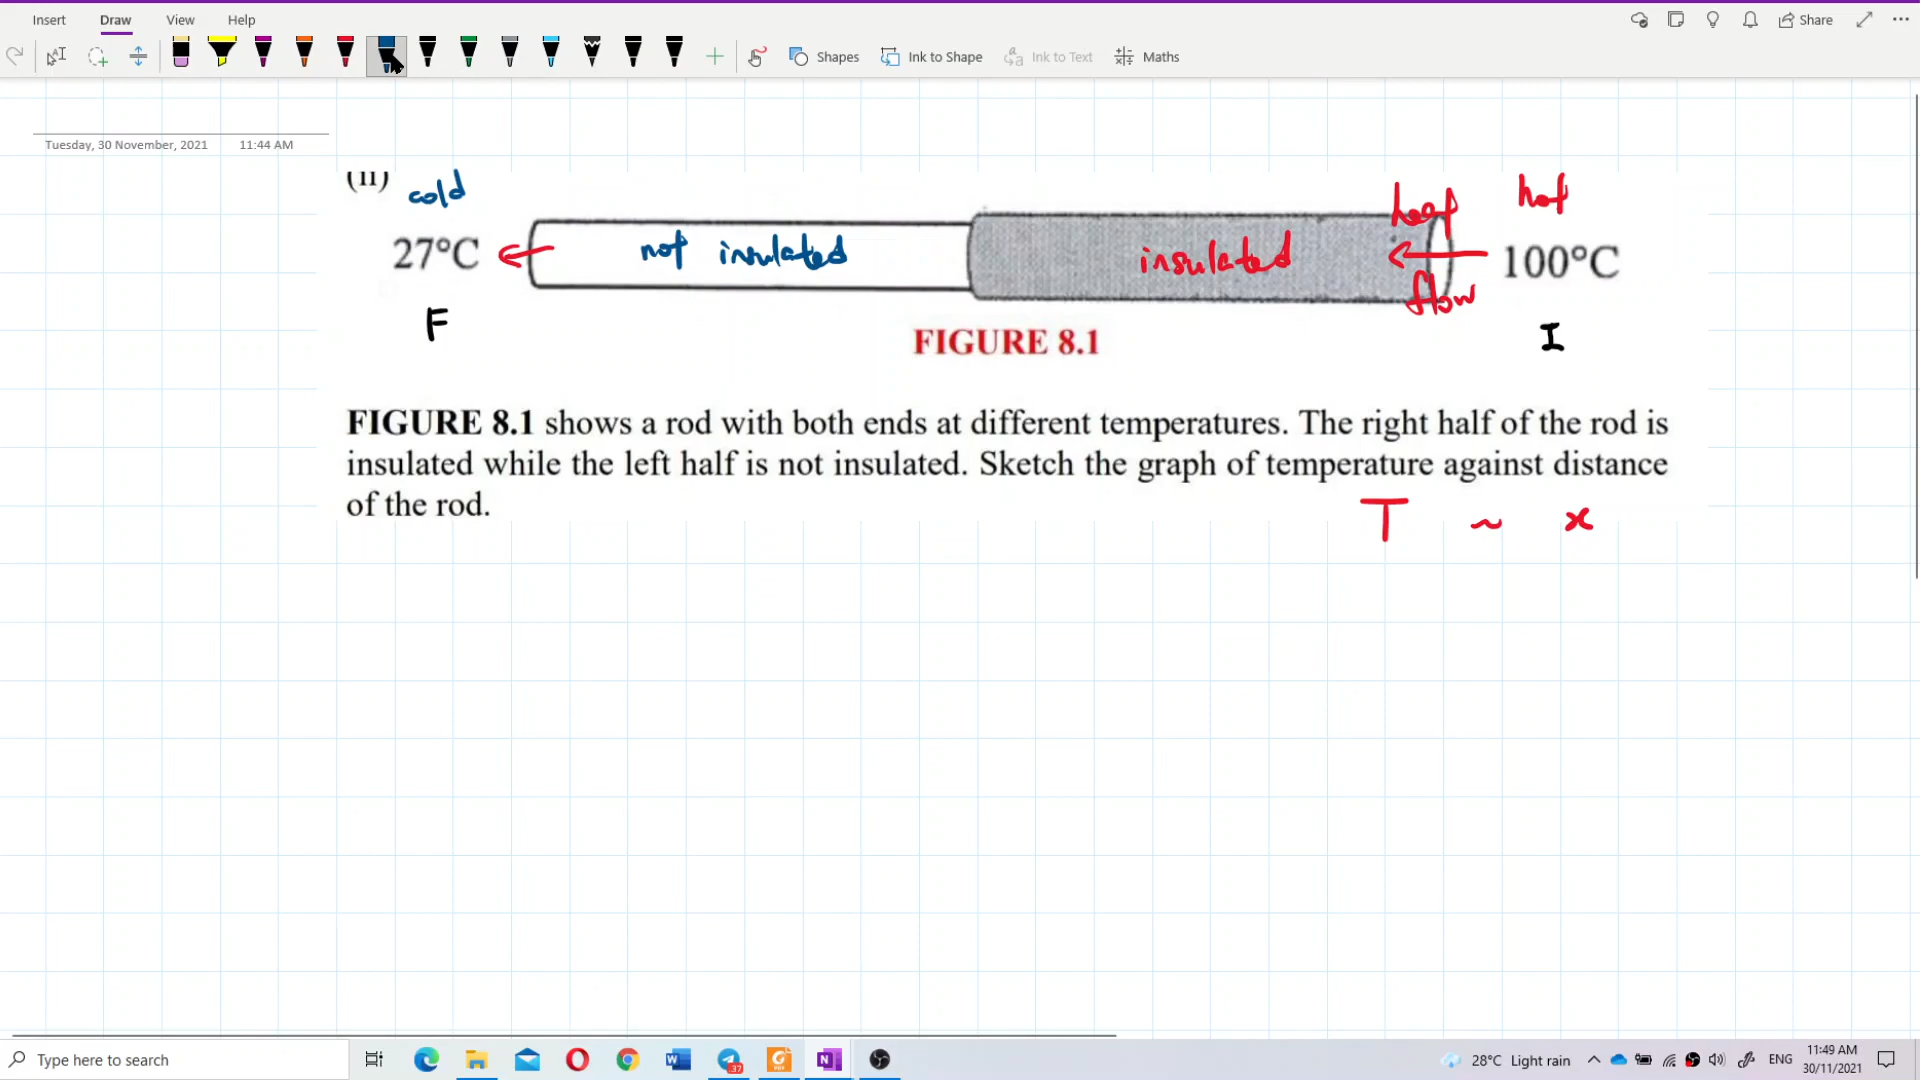 Insert Draw View Help
Share
Shapes Ink to Shape Ink to Text Maths
Tuesday, 30 November, 2021 11:44 AM
(ii)
cold
hot
heat
27°C
not insulated
insulated
100°C
flow
F
I
FIGURE 8.1
FIGURE 8.1 shows a rod with both ends at different temperatures. The right half of the rod is
insulated while the left half is not insulated. Sketch the graph of temperature against distance
of the rod.
T ~ x
Type here to search
37
28°C Light rain
ENG
11:49 AM
30/11/2021